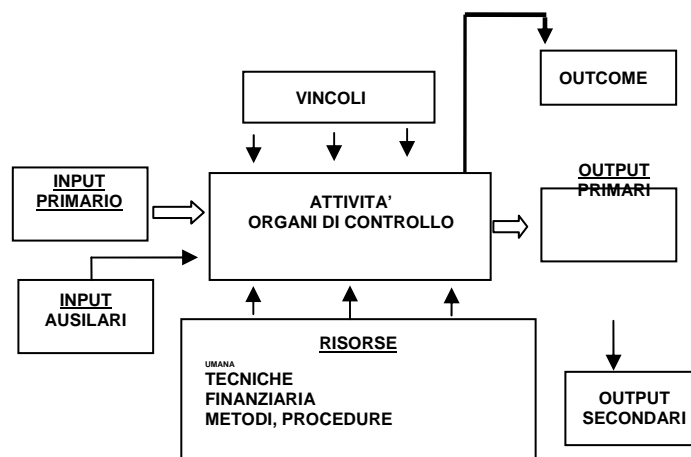 VINCOLI
OUTCOME
INPUT
PRIMARIO
ATTIVITA’
ORGANI DI CONTROLLO
OUTPUT
PRIMARI
INPUT
AUSILARI
RISORSE
UMANA
TECNICHE
FINANZIARIA
METODI, PROCEDURE
OUTPUT
SECONDARI